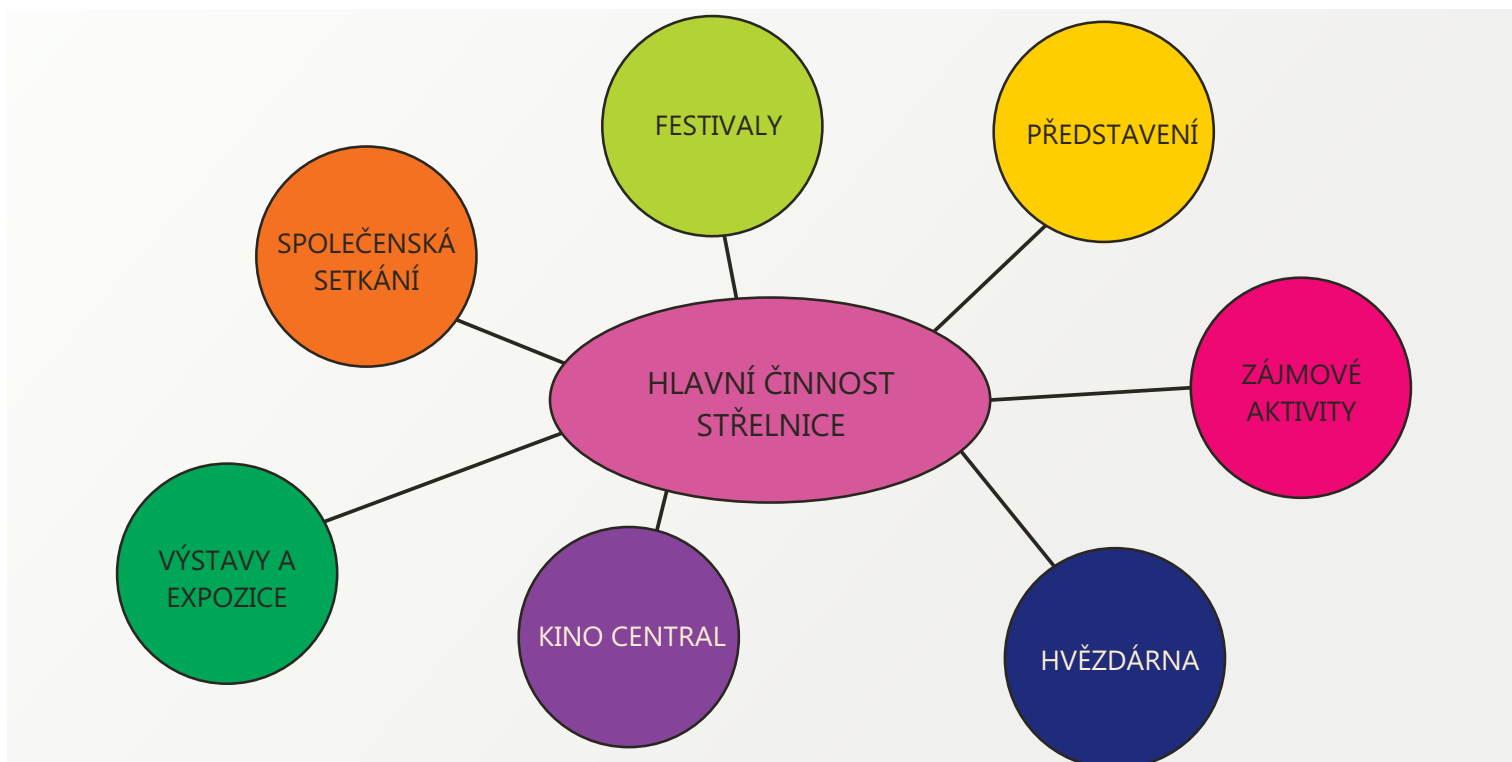 FESTIVALY
PŘEDSTAVENÍ
SPOLEČENSKÁ
SETKÁNÍ
HLAVNÍ ČINNOST
STŘELNICE
ZÁJMOVÉ
AKTIVITY
VÝSTAVY A
EXPOZICE
KINO CENTRAL
HVĚZDÁRNA